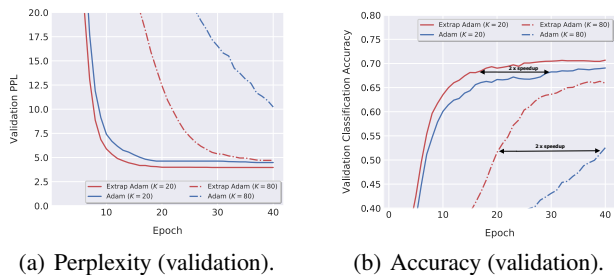 20.0
17.5
15.0
12.5
10.0
7.5
5.0
2.5
0.0
Validation PPL
Extrap Adam (K = 20)
Adam (K = 20)
Extrap Adam (K = 80)
Adam (K = 80)
0 10 20 30 40
Epoch
(a) Perplexity (validation).
0.80
0.75
0.70
0.65
0.60
0.55
0.50
0.45
0.40
Validation Classification Accuracy
Extrap Adam (K = 20)
Adam (K = 20)
Extrap Adam (K = 80)
Adam (K = 80)
2 x speedup
2 x speedup
0 10 20 30 40
Epoch
(b) Accuracy (validation).